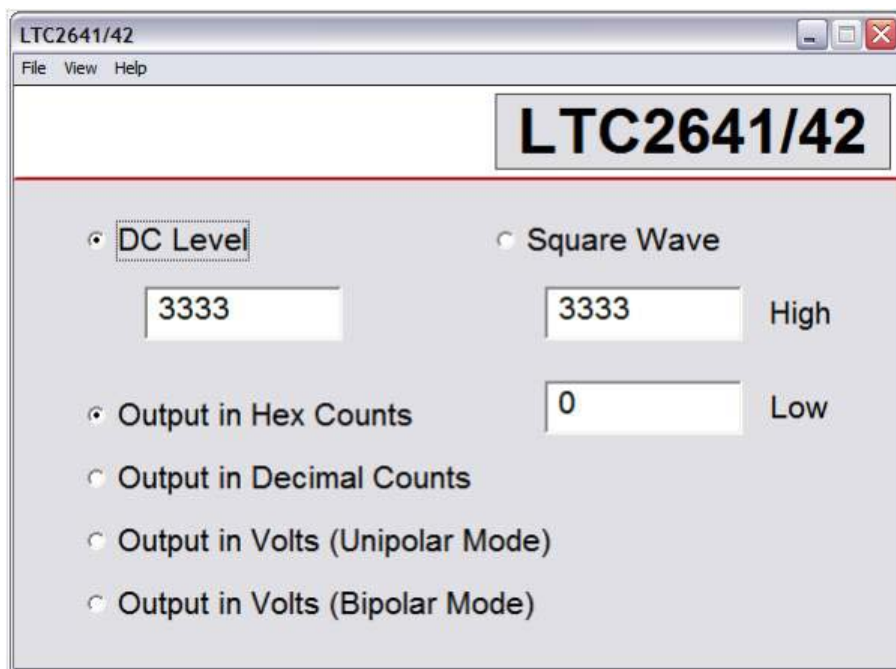 LTC2641/42
File View Help
LTC2641/42
DC Level
Square Wave
3333
3333 High
0 Low
Output in Hex Counts
Output in Decimal Counts
Output in Volts (Unipolar Mode)
Output in Volts (Bipolar Mode)